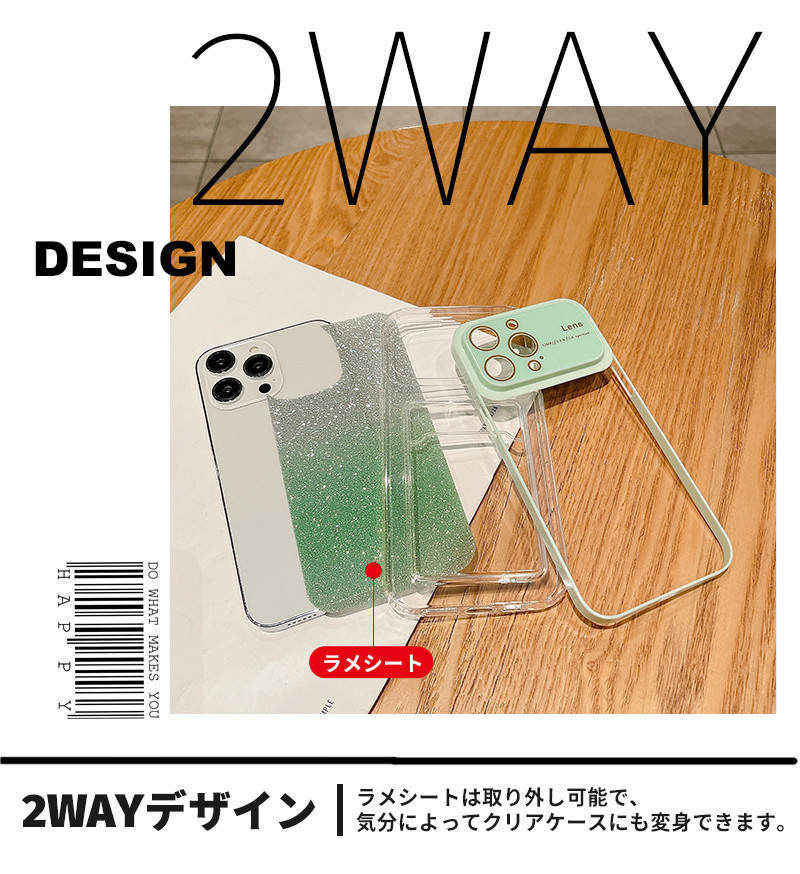 2WAY
DESIGN
Lens
DO WHAT MAKES YOU
HAPPY
ラメシート
2WAYデザイン
ラメシートは取り外し可能で、
気分によってクリアケースにも変身できます。